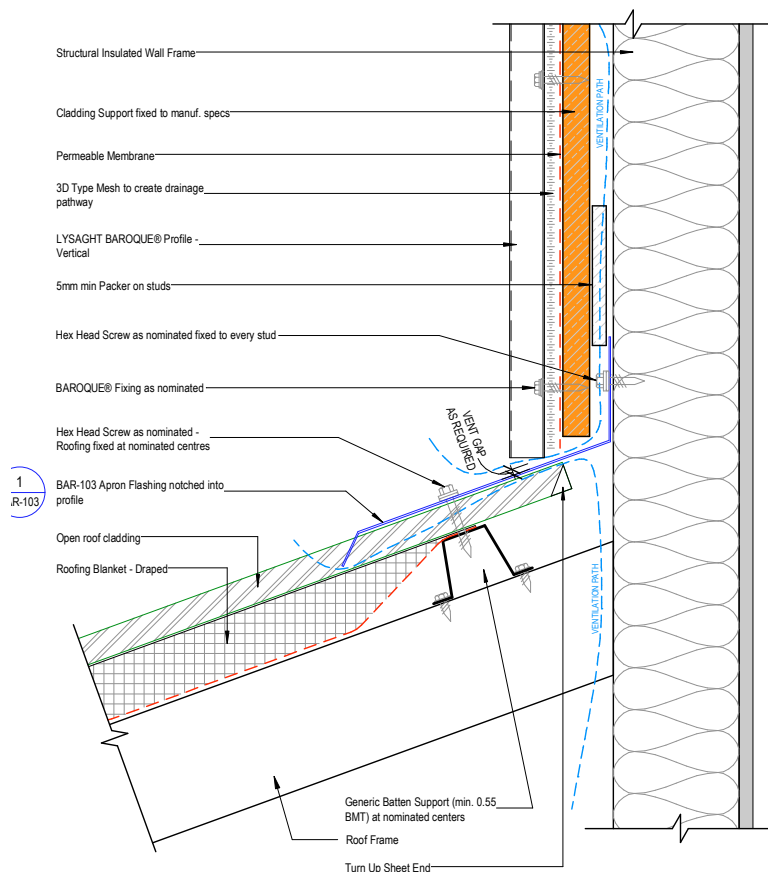 Structural Insulated Wall Frame
Cladding Support fixed to manuf. specs
Permeable Membrane
3D Type Mesh to create drainage
pathway
LYSAGHT BAROQUE® Profile -
Vertical
5mm min Packer on studs
Hex Head Screw as nominated fixed to every stud
BAROQUE® Fixing as nominated
Hex Head Screw as nominated -
Roofing fixed at nominated centres
BAR-103 Apron Flashing notched into
profile
Open roof cladding
Roofing Blanket - Draped
1
AR-103
VENT GAP
AS REQUIRED
VENTILATION PATH
VENTILATION PATH
Generic Batten Support (min. 0.55
BMT) at nominated centers
Roof Frame
Turn Up Sheet End